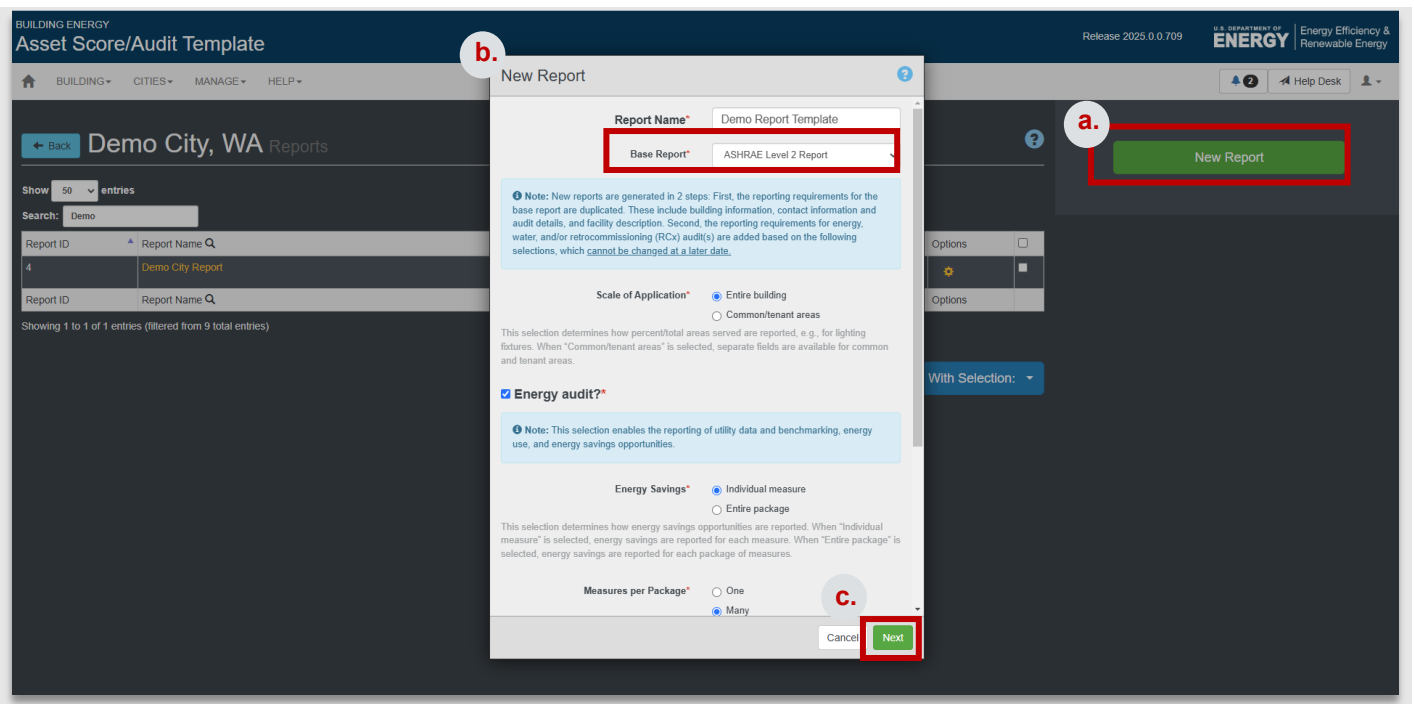 BUILDING ENERGY
Asset Score/Audit Template
Release 2025.0.0.709
U.S. DEPARTMENT OF
ENERGY
Energy Efficiency &
Renewable Energy
BUILDING
CITIES
MANAGE
HELP
2
Help Desk
Back
Demo City, WA Reports
Show 50 entries
Search: Demo
Report ID
Report Name
Options
4
Demo City Report
Report ID
Report Name
Options
Showing 1 to 1 of 1 entries (filtered from 9 total entries)
With Selection:
a.
New Report
b.
New Report
?
Report Name*
Demo Report Template
Base Report*
ASHRAE Level 2 Report
Note: New reports are generated in 2 steps: First, the reporting requirements for the
base report are duplicated. These include building information, contact information and
audit details, and facility description. Second, the reporting requirements for energy,
water, and/or retrocommissioning (RCx) audit(s) are added based on the following
selections, which cannot be changed at a later date.
Scale of Application*
Entire building
Common/tenant areas
This selection determines how percent/total areas served are reported, e.g., for lighting
fixtures. When "Common/tenant areas" is selected, separate fields are available for common
and tenant areas.
Energy audit?*
Note: This selection enables the reporting of utility data and benchmarking, energy
use, and energy savings opportunities.
Energy Savings*
Individual measure
Entire package
This selection determines how energy savings opportunities are reported. When "Individual
measure" is selected, energy savings are reported for each measure. When "Entire package" is
selected, energy savings are reported for each package of measures.
Measures per Package*
One
Many
c.
Cancel
Next
?